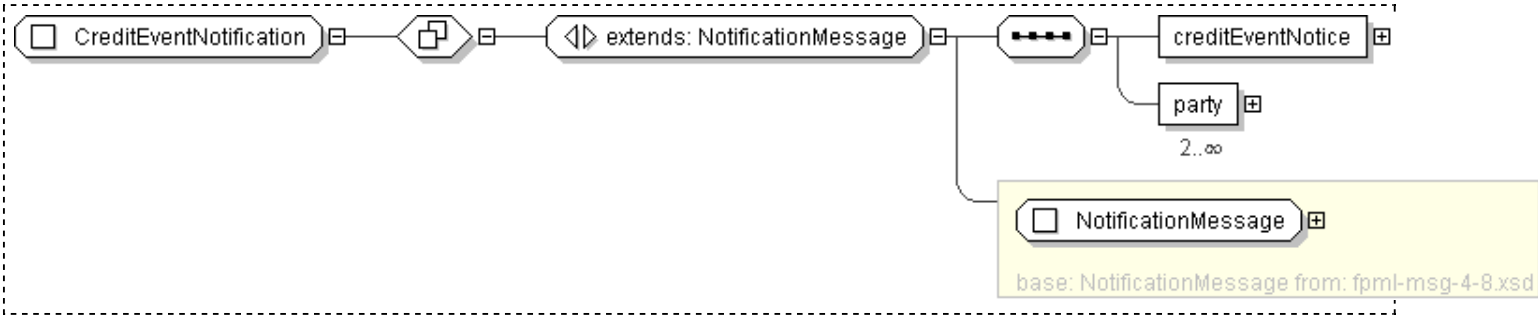 CreditEventNotification
extends: NotificationMessage
creditEventNotice
party
2..∞
NotificationMessage
base: NotificationMessage from: fpml-msg-4-8.xsd